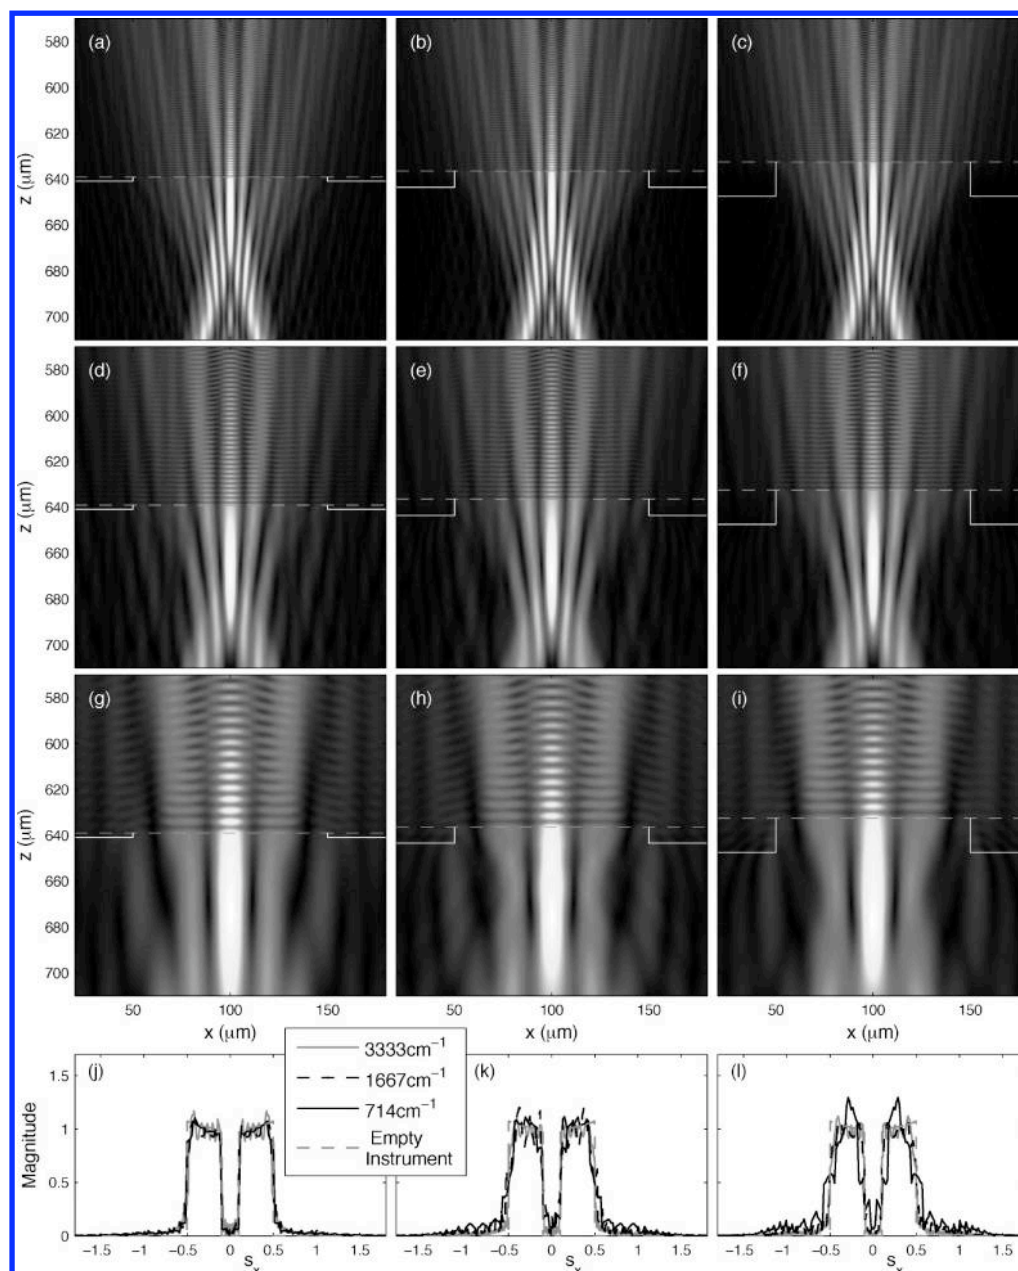 (a) (b) (c)
580
600
620
640
660
680
700
z (μm)
(d) (e) (f)
580
600
620
640
660
680
700
z (μm)
(g) (h) (i)
580
600
620
640
660
680
700
z (μm)
50 100 150 50 100 150 50 100 150
x (μm) x (μm) x (μm)
3333cm⁻¹
1667cm⁻¹
714cm⁻¹
Empty
Instrument
(j) (k) (l)
1.5
1
0.5
0
Magnitude
−1.5 −1 −0.5 0 0.5 1 1.5 −1.5 −1 −0.5 0 0.5 1 1.5 −1.5 −1 −0.5 0 0.5 1 1.5
sₓ sₓ sₓ